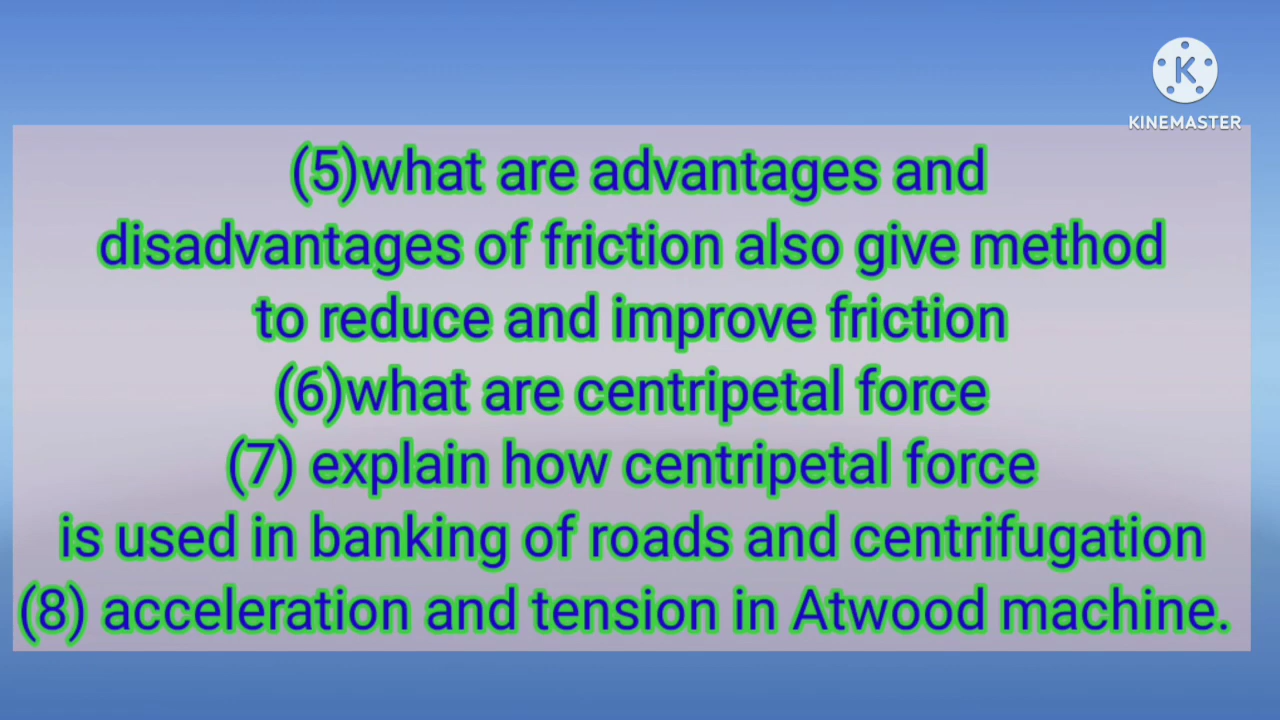 KINEMASTER
(5)what are advantages and
disadvantages of friction also give method
to reduce and improve friction
(6)what are centripetal force
(7) explain how centripetal force
is used in banking of roads and centrifugation
(8) acceleration and tension in Atwood machine.